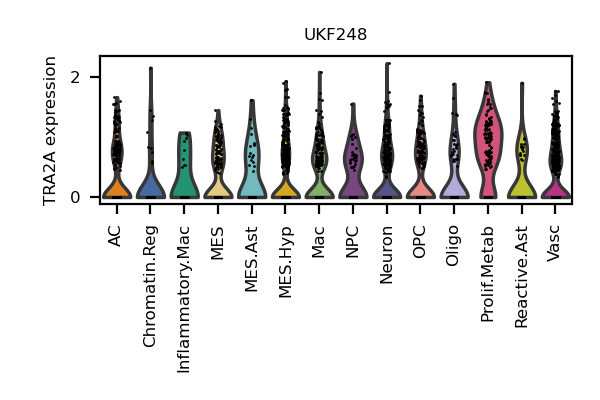 UKF248
TRA2A expression
2
0
AC
Chromatin.Reg
Inflammatory.Mac
MES
MES.Ast
MES.Hyp
Mac
NPC
Neuron
OPC
Oligo
Prolif.Metab
Reactive.Ast
Vasc